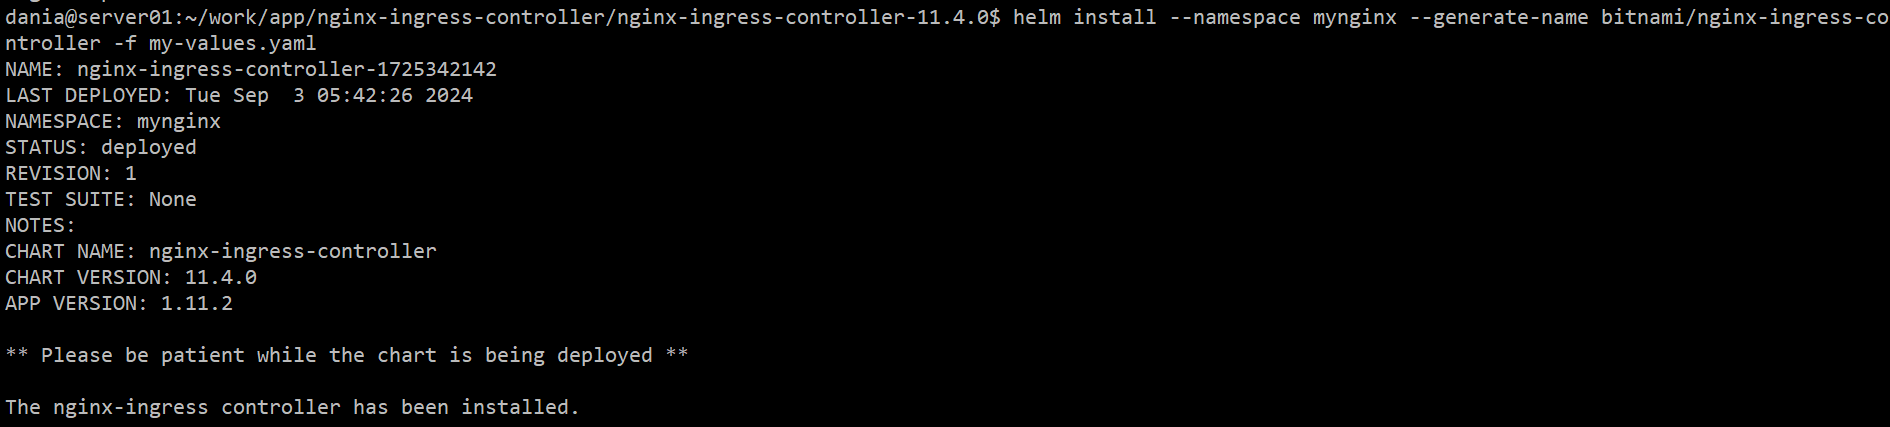 dania@server01:~/work/app/nginx-ingress-controller/nginx-ingress-controller-11.4.0$ helm install --namespace mynginx --generate-name bitnami/nginx-ingress-co
ntroller -f my-values.yaml
NAME: nginx-ingress-controller-1725342142
LAST DEPLOYED: Tue Sep  3 05:42:26 2024
NAMESPACE: mynginx
STATUS: deployed
REVISION: 1
TEST SUITE: None
NOTES:
CHART NAME: nginx-ingress-controller
CHART VERSION: 11.4.0
APP VERSION: 1.11.2
** Please be patient while the chart is being deployed **
The nginx-ingress controller has been installed.